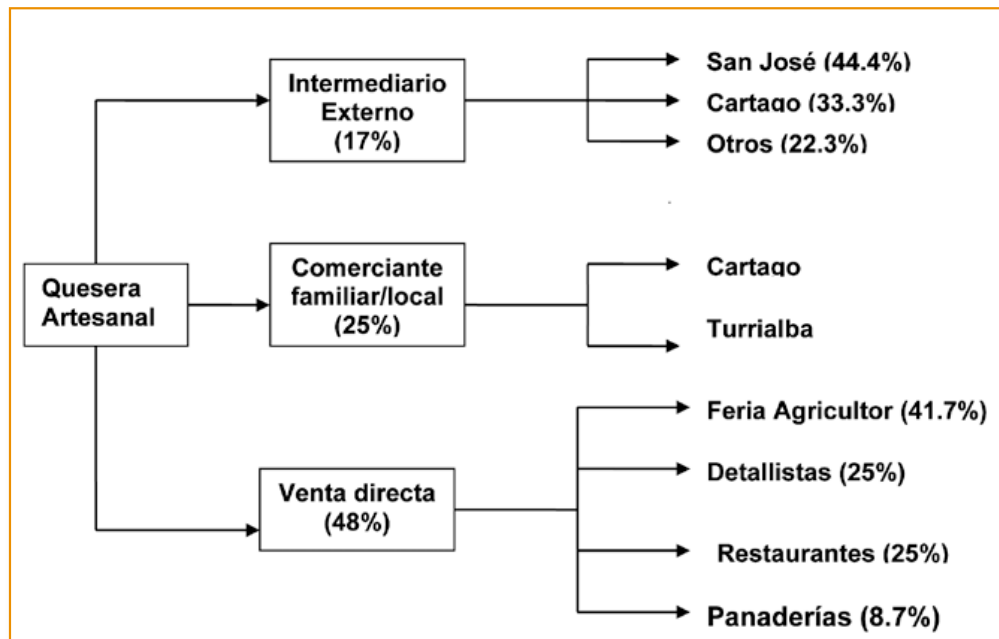 Intermediario
Externo
(17%)
San José (44.4%)
Cartago (33.3%)
Otros (22.3%)
Quesera
Artesanal
Comerciante
familiar/local
(25%)
Cartago
Turrialba
Venta directa
(48%)
Feria Agricultor (41.7%)
Detallistas (25%)
Restaurantes (25%)
Panaderías (8.7%)